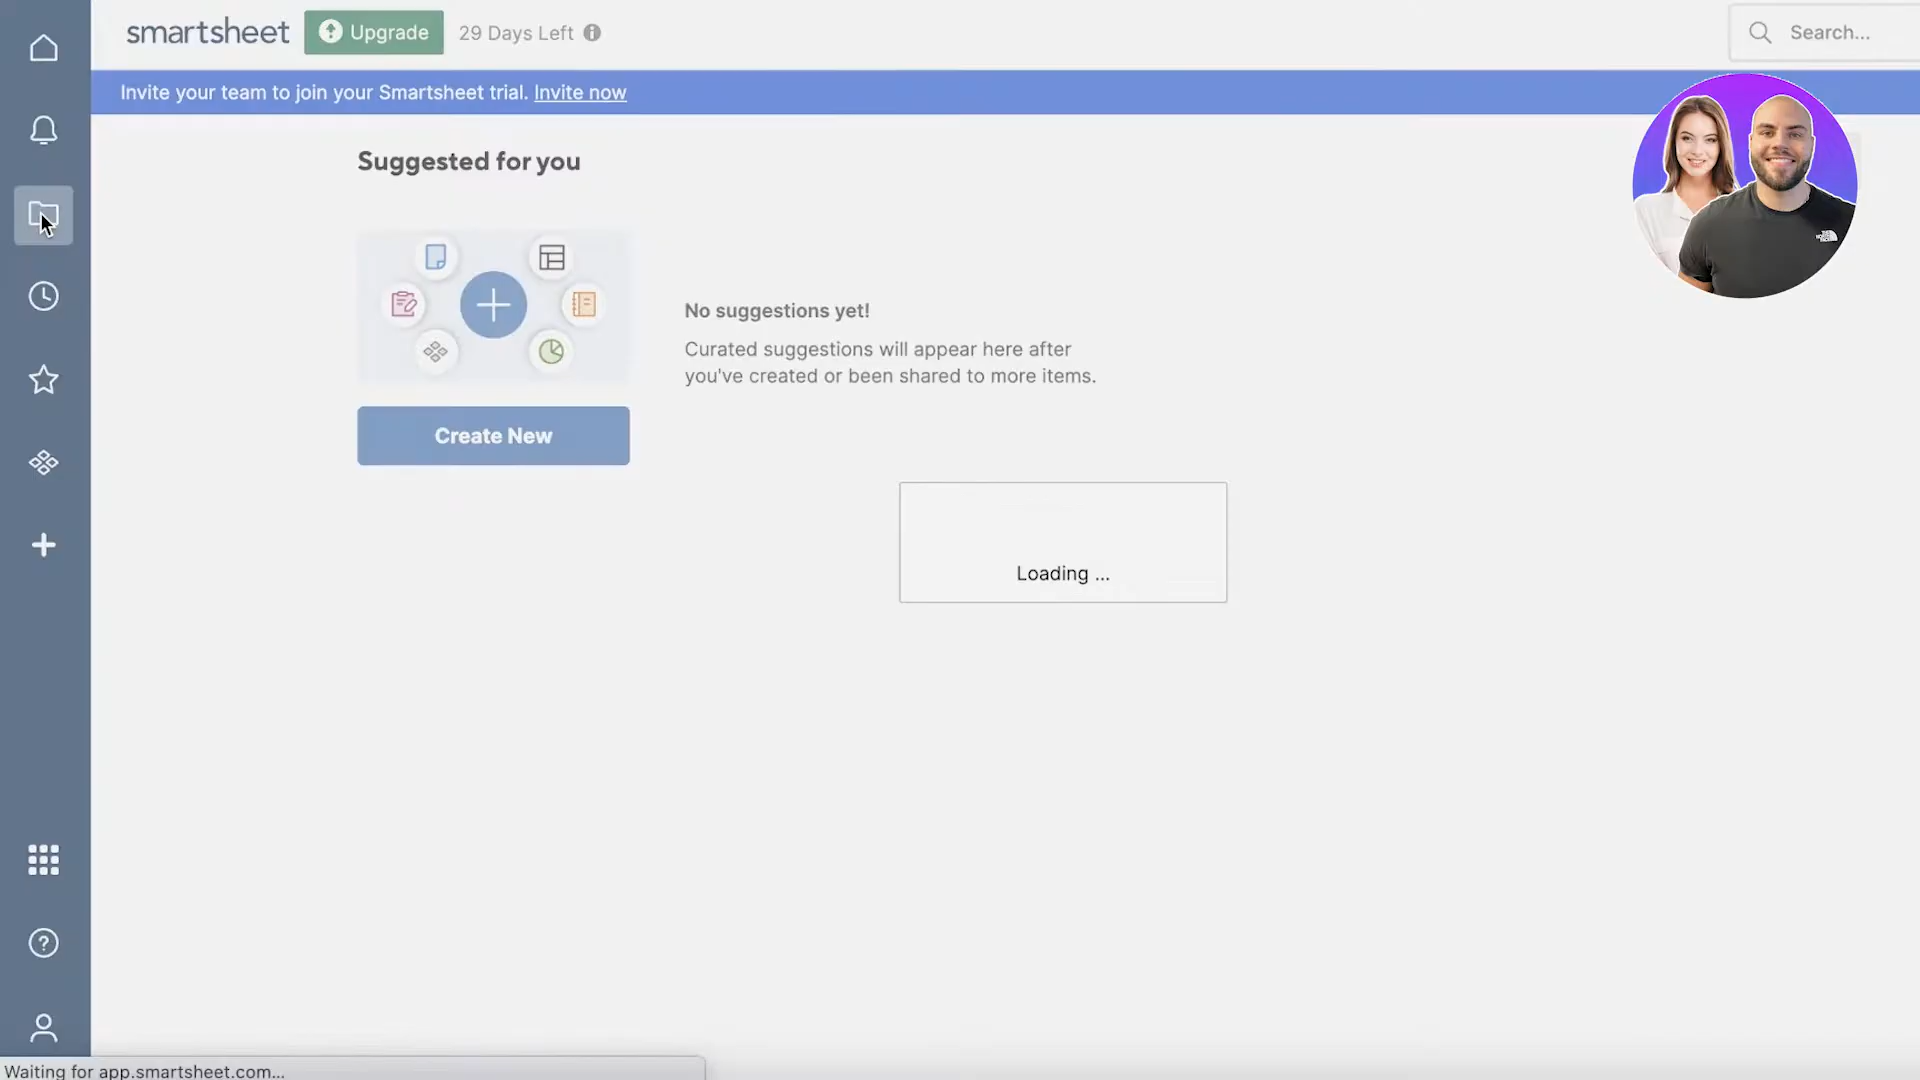 smartsheet
Upgrade
29 Days Left
Search...
Invite your team to join your Smartsheet trial. Invite now
Suggested for you
No suggestions yet!
Curated suggestions will appear here after
you've created or been shared to more items.
Create New
Loading ...
Waiting for app.smartsheet.com...